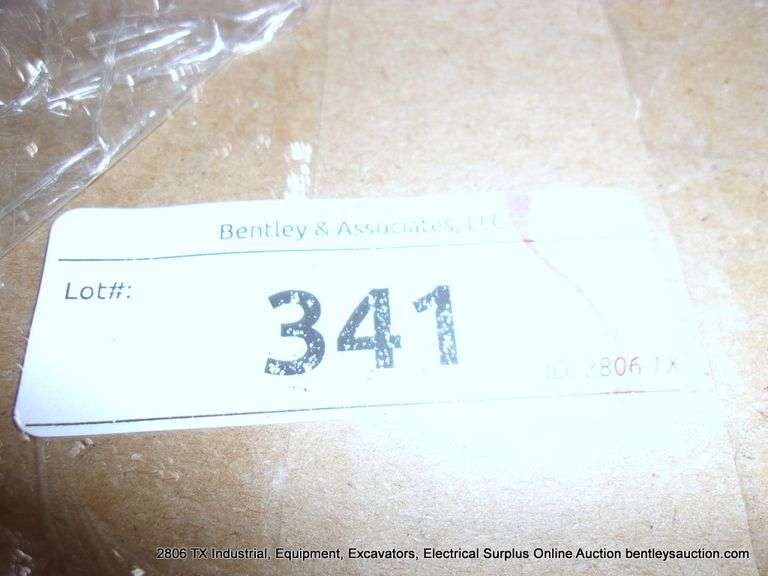 Bentley & Associates, LLC
Lot#:
341
ID: 2806 TX
2806 TX Industrial, Equipment, Excavators, Electrical Surplus Online Auction bentleysauction.com